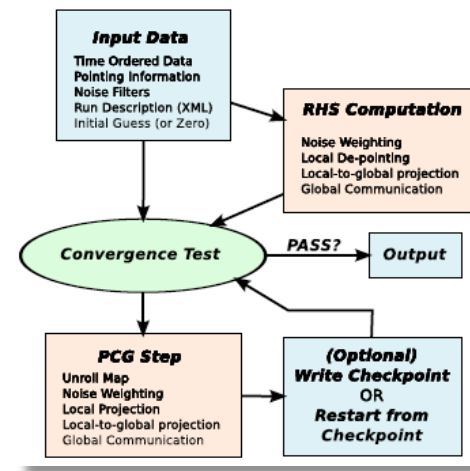 Input Data
Time Ordered Data
Pointing Information
Noise Filters
Run Description (XML)
Initial Guess (or Zero)
RHS Computation
Noise Weighting
Local De-pointing
Local-to-global projection
Global Communication
Convergence Test
PASS?
Output
PCG Step
Unroll Map
Noise Weighting
Local Projection
Local-to-global projection
Global Communication
(Optional)
Write Checkpoint
OR
Restart from
Checkpoint